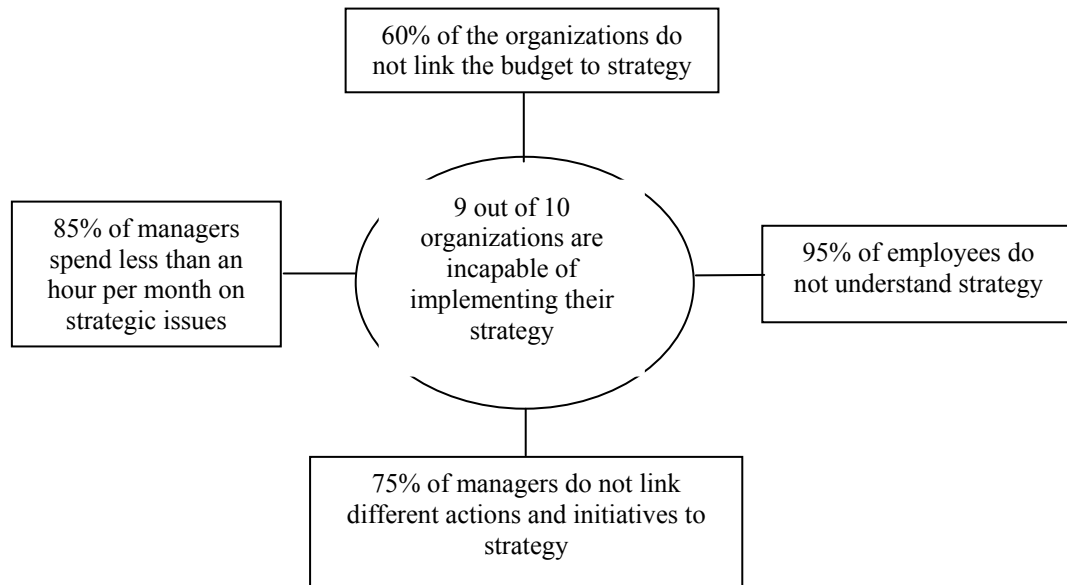 60% of the organizations do
not link the budget to strategy
85% of managers
spend less than an
hour per month on
strategic issues
9 out of 10
organizations are
incapable of
implementing their
strategy
95% of employees do
not understand strategy
75% of managers do not link
different actions and initiatives to
strategy